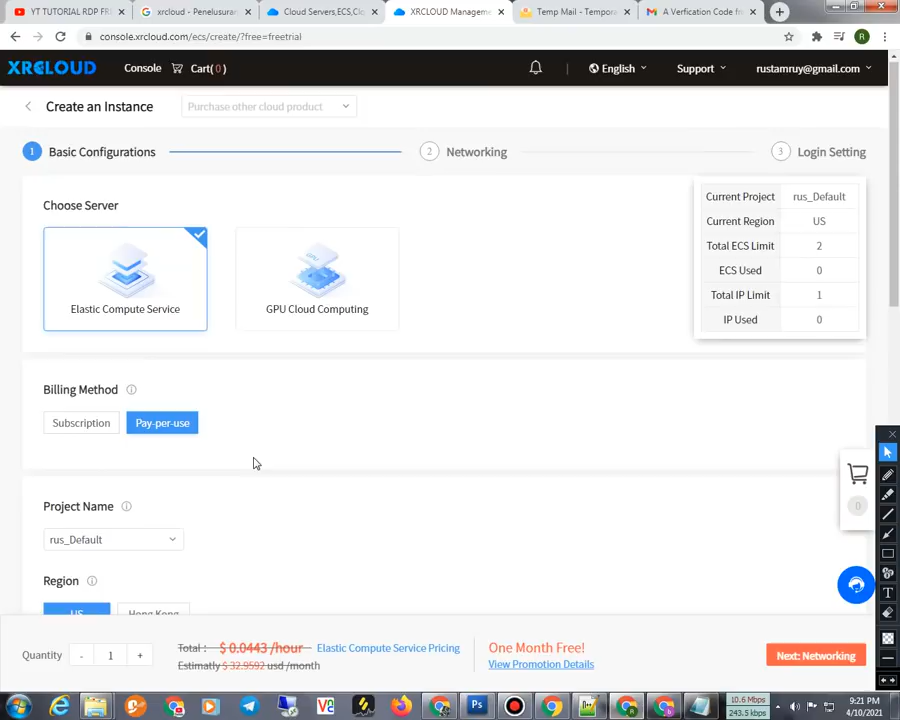 YT TUTORIAL RDP FR
xrcloud - Penelusura
Cloud Servers,ECS,Clo
XRCLOUD Manageme
Temp Mail - Tempora
A Verfication Code fr
console.xrcloud.com/ecs/create/?free=freetrial
R
XRCLOUD
Console
Cart(0)
English
Support
rustamruy@gmail.com
Create an Instance
Purchase other cloud product
1 Basic Configurations
2 Networking
3 Login Setting
Choose Server
Elastic Compute Service
GPU Cloud Computing
Current Project rus_Default
Current Region US
Total ECS Limit 2
ECS Used 0
Total IP Limit 1
IP Used 0
Billing Method
Subscription
Pay-per-use
0
Project Name
rus_Default
Region
US
Hong Kong
Quantity - 1 +
Total : $ 0.0443 /hour Elastic Compute Service Pricing
Estimatly $ 32.9592 usd /month
One Month Free!
View Promotion Details
Next: Networking
10.6 Mbps
243.5 kbps
9:21 PM
4/10/2021